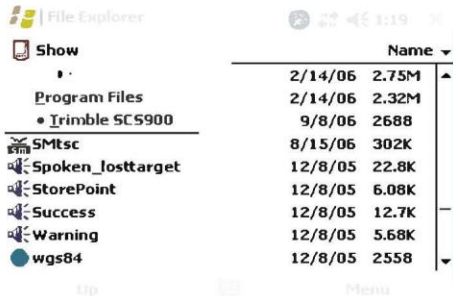 File Explorer 1:19
Show Name
2/14/06 2.75M
Program Files 2/14/06 2.32M
Trimble SCS900 9/8/06 2688
SMtsc 8/15/06 302K
Spoken_losttarget 12/8/05 22.8K
StorePoint 12/8/05 6.08K
Success 12/8/05 12.7K
Warning 12/8/05 5.68K
wgs84 12/8/05 2558
Up Menu